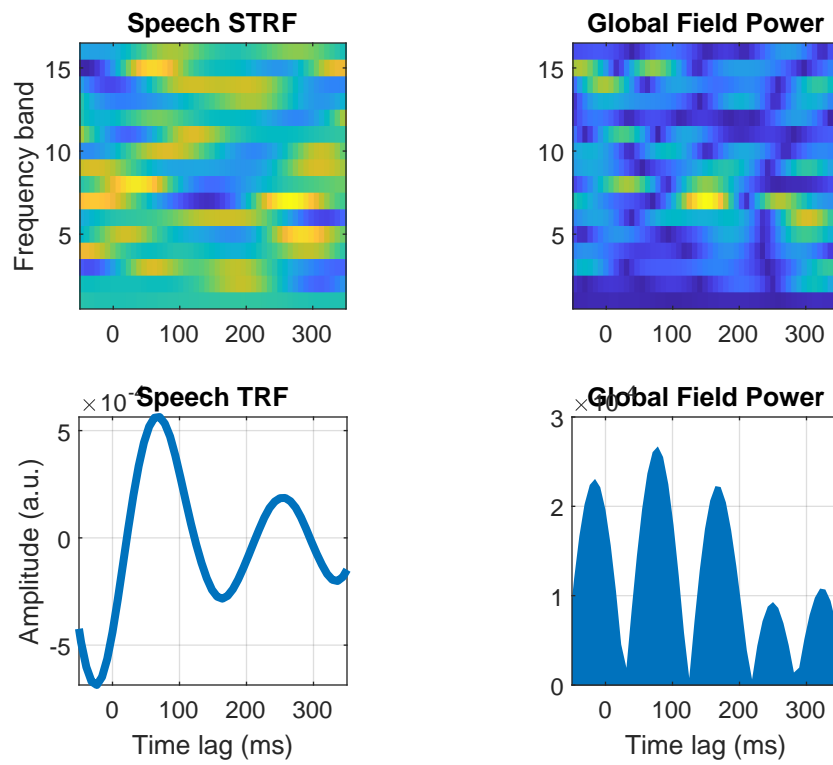 Speech STRF
Frequency band
15
10
5
0 100 200 300
Global Field Power
15
10
5
0 100 200 300
Speech TRF
× 10-4
Amplitude (a.u.)
5
0
-5
0 100 200 300
Time lag (ms)
Global Field Power
3
2
1
0
0 100 200 300
Time lag (ms)